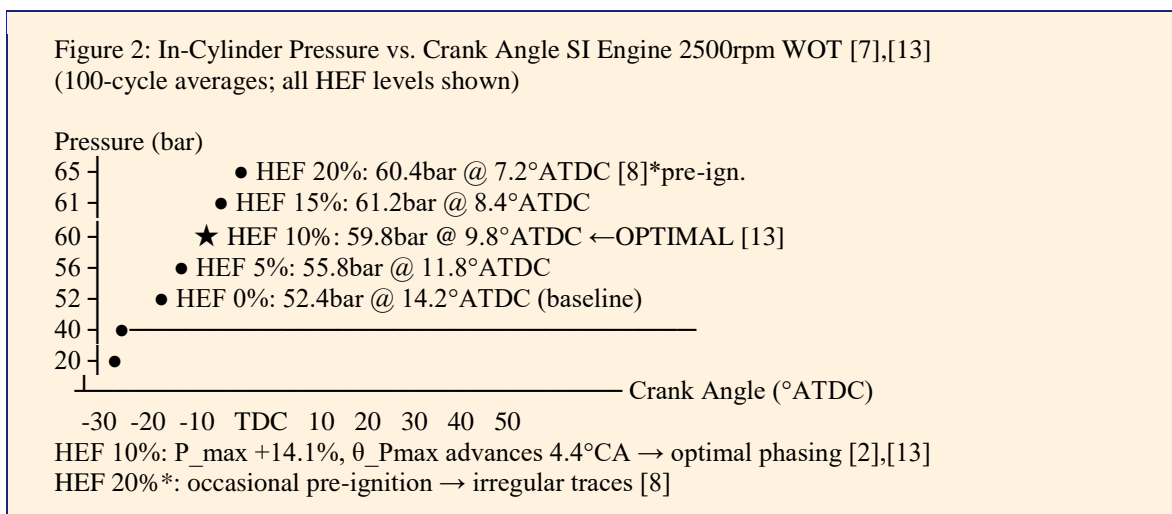 Figure 2: In-Cylinder Pressure vs. Crank Angle SI Engine 2500rpm WOT [7],[13]
(100-cycle averages; all HEF levels shown)
Pressure (bar)
65 ┤ ● HEF 20%: 60.4bar @ 7.2°ATDC [8]*pre-ign.
61 ┤ ● HEF 15%: 61.2bar @ 8.4°ATDC
60 ┤ ★ HEF 10%: 59.8bar @ 9.8°ATDC ←OPTIMAL [13]
56 ┤ ● HEF 5%: 55.8bar @ 11.8°ATDC
52 ┤ ● HEF 0%: 52.4bar @ 14.2°ATDC (baseline)
40 ┤ ●
20 ┤ ●
Crank Angle (°ATDC)
-30 -20 -10 TDC 10 20 30 40 50
HEF 10%: P_max +14.1%, θ_Pmax advances 4.4°CA → optimal phasing [2],[13]
HEF 20%*: occasional pre-ignition → irregular traces [8]